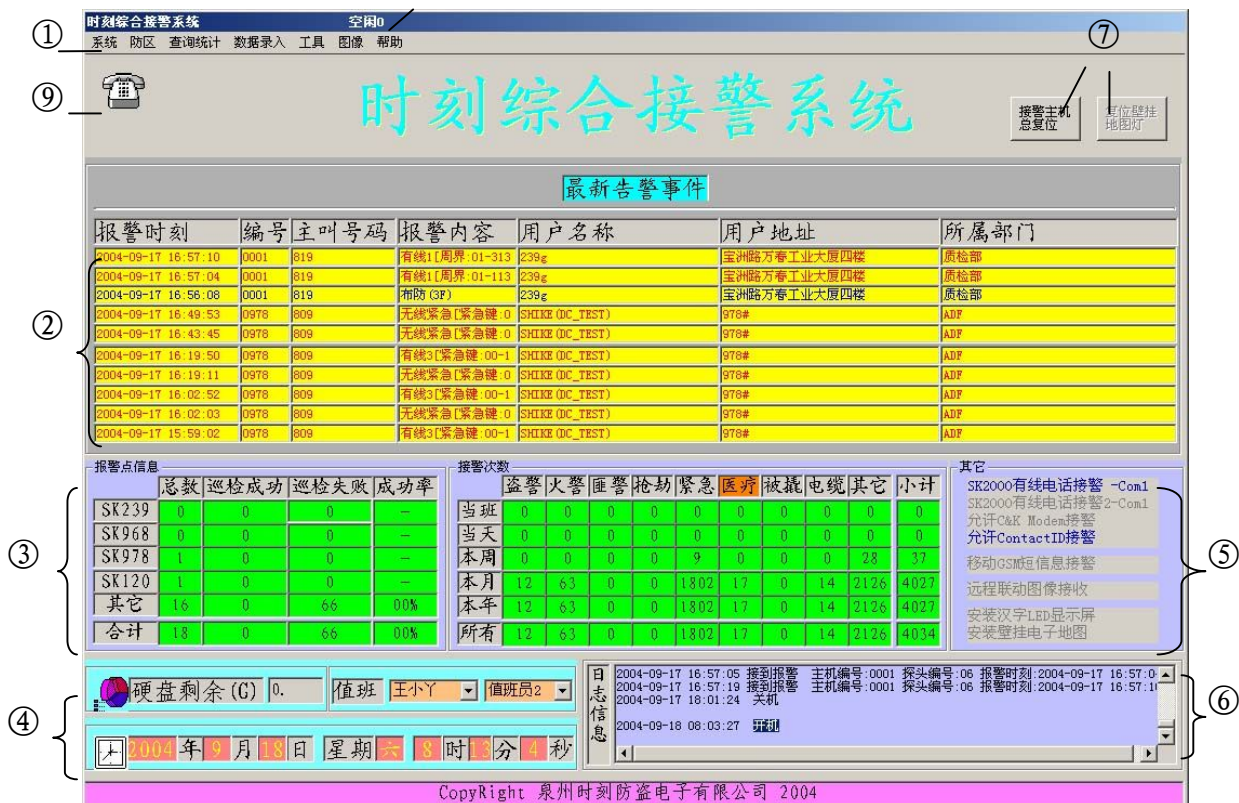 时刻综合接警系统 空闲0
① 系统 防区 查询统计 数据录入 工具 图像 帮助
⑦
⑨
时刻综合接警系统
接警主机 总复位
复位壁挂 地图灯
最新告警事件
报警时刻 编号 主叫号码 报警内容 用户名称 用户地址 所属部门
②
2004-09-17 16:57:10 0001 819 有线1[周界:01-313 239g 宝洲路万春工业大厦四楼 质检部
2004-09-17 16:57:04 0001 819 有线1[周界:01-113 239g 宝洲路万春工业大厦四楼 质检部
2004-09-17 16:56:08 0001 819 布防(3F) 239g 宝洲路万春工业大厦四楼 质检部
2004-09-17 16:49:53 0978 809 无线紧急[紧急键:0 SHIKE(DC_TEST) 978# ADF
2004-09-17 16:43:45 0978 809 无线紧急[紧急键:0 SHIKE(DC_TEST) 978# ADF
2004-09-17 16:19:50 0978 809 有线3[紧急键:00-1 SHIKE(DC_TEST) 978# ADF
2004-09-17 16:19:11 0978 809 无线紧急[紧急键:0 SHIKE(DC_TEST) 978# ADF
2004-09-17 16:02:52 0978 809 有线3[紧急键:00-1 SHIKE(DC_TEST) 978# ADF
2004-09-17 16:02:03 0978 809 无线紧急[紧急键:0 SHIKE(DC_TEST) 978# ADF
2004-09-17 15:59:02 0978 809 有线3[紧急键:00-1 SHIKE(DC_TEST) 978# ADF
③
报警点信息
总数 巡检成功 巡检失败 成功率
SK239 0 0 0 —
SK968 0 0 0 —
SK978 1 0 0 —
SK120 1 0 0 —
其它 16 0 66 00%
合计 18 0 66 00%
接警次数
盗警 火警 匪警 抢劫 紧急 医疗 被撬 电缆 其它 小计
当班 0 0 0 0 0 0 0 0 0 0
当天 0 0 0 0 0 0 0 0 0 0
本周 0 0 0 0 9 0 0 0 28 37
本月 12 63 0 0 1802 17 0 14 2126 4027
本年 12 63 0 0 1802 17 0 14 2126 4027
所有 12 63 0 0 1802 17 0 14 2126 4034
其它
SK2000有线电话接警 -Com1
SK2000有线电话接警2-Com1
允许C&K Modem接警
允许ContactID接警
移动GSM短信息接警
远程联动图像接收
安装汉字LED显示屏
安装壁挂电子地图
⑤
④
硬盘剩余(C) 0. 值班 王小丫 值班员2
2004 年 9 月 18 日 星期 六 8 时 13 分 4 秒
日志信息
2004-09-17 16:57:05 接到报警 主机编号:0001 探头编号:06 报警时刻:2004-09-17 16:57:0
2004-09-17 16:57:19 接到报警 主机编号:0001 探头编号:06 报警时刻:2004-09-17 16:57:1
2004-09-17 18:01:24 关机
2004-09-18 08:03:27 开机
⑥
CopyRight 泉州时刻防盗电子有限公司 2004